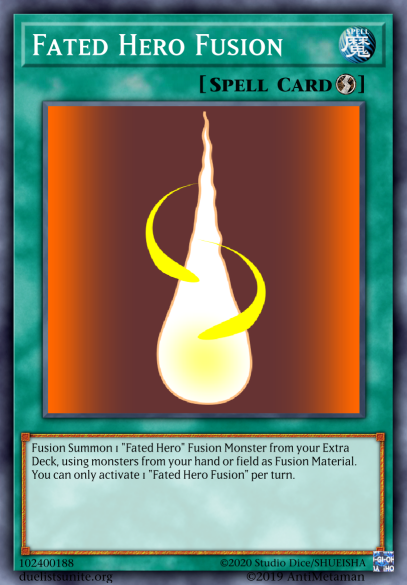 Fated Hero Fusion
SPELL
魔
[Spell Card]
Fusion Summon 1 "Fated Hero" Fusion Monster from your Extra
Deck, using monsters from your hand or field as Fusion Material.
You can only activate 1 "Fated Hero Fusion" per turn.
102400188
©2020 Studio Dice/SHUEISHA
duelistsunite.org
©2019 AntiMetaman